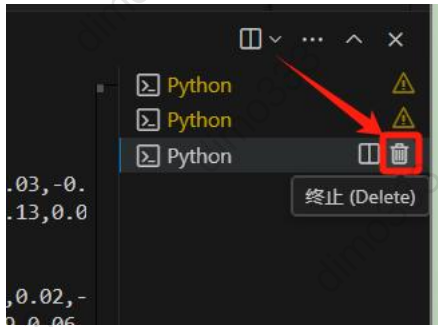 Python
Python
Python
终止 (Delete)
.03,-0.
.13,0.0
,0.02,-